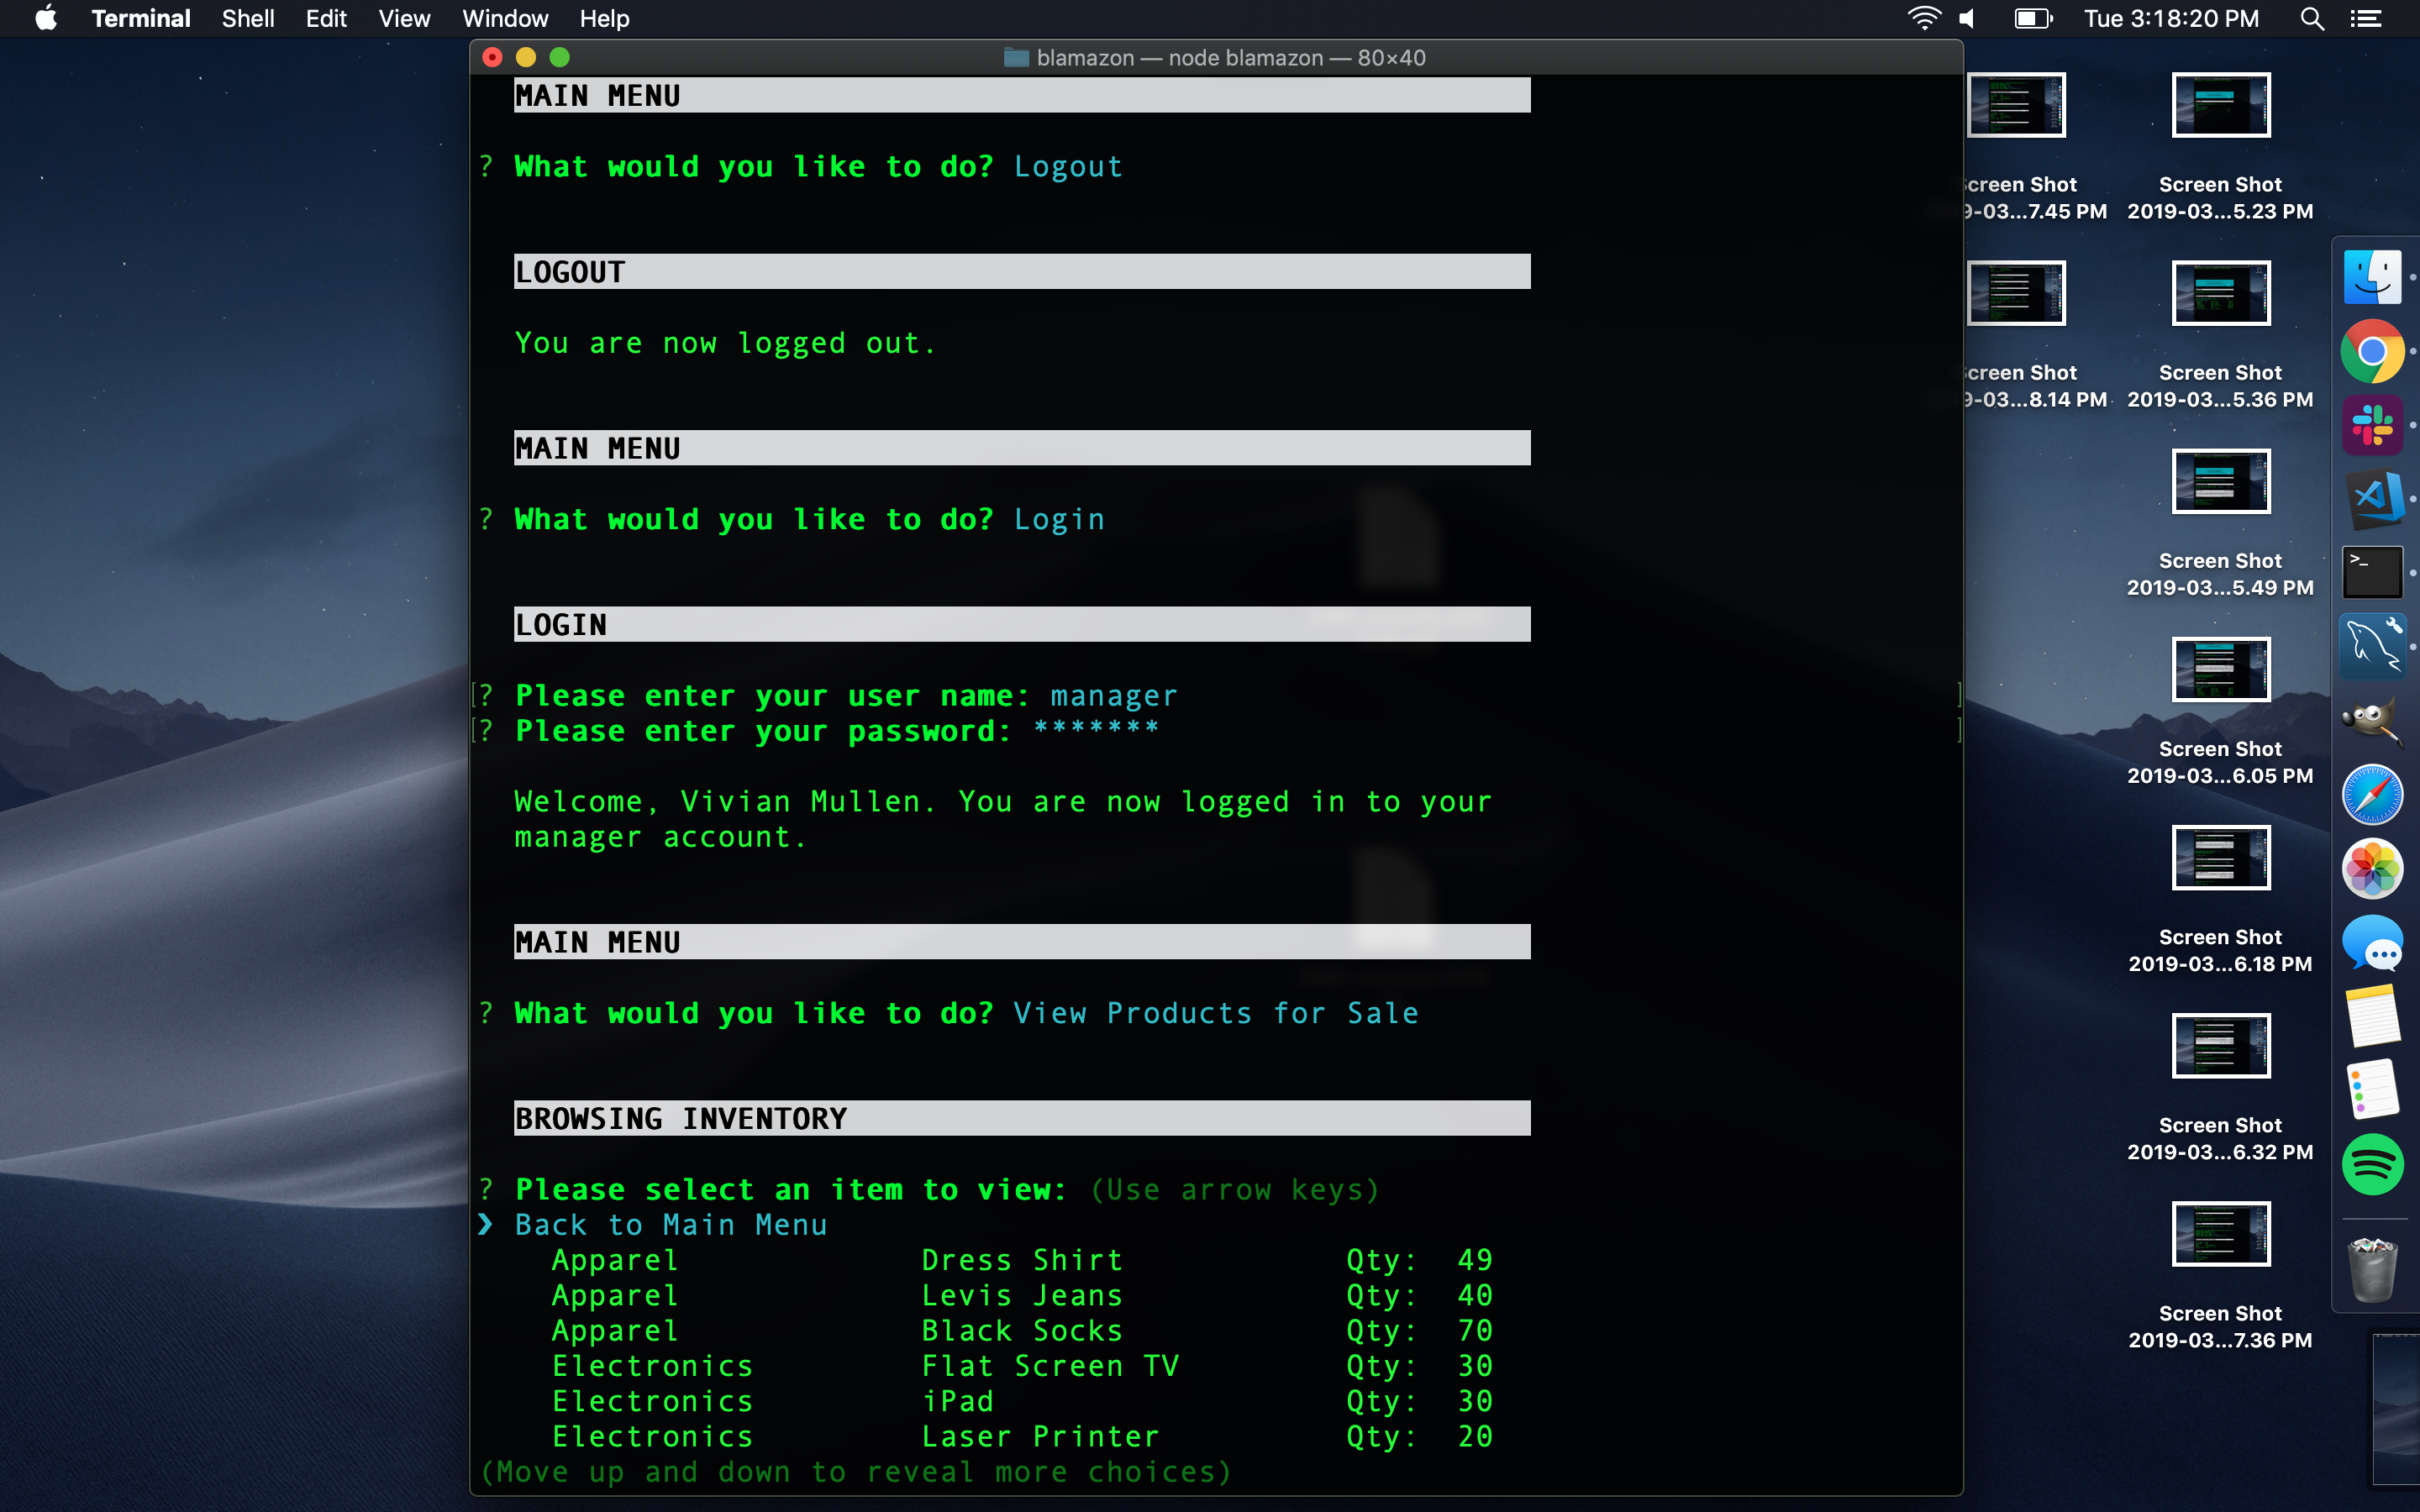 Terminal Shell Edit View Window Help Tue 3:18:20 PM
blamazon — node blamazon — 80×40
MAIN MENU
? What would you like to do? Logout
LOGOUT
You are now logged out.
MAIN MENU
? What would you like to do? Login
LOGIN
[? Please enter your user name: manager ]
[? Please enter your password: ******* ]
Welcome, Vivian Mullen. You are now logged in to your
manager account.
MAIN MENU
? What would you like to do? View Products for Sale
BROWSING INVENTORY
? Please select an item to view: (Use arrow keys)
❯ Back to Main Menu
Apparel Dress Shirt Qty: 49
Apparel Levis Jeans Qty: 40
Apparel Black Socks Qty: 70
Electronics Flat Screen TV Qty: 30
Electronics iPad Qty: 30
Electronics Laser Printer Qty: 20
(Move up and down to reveal more choices)
Screen Shot
9-03...7.45 PM
Screen Shot
9-03...8.14 PM
Screen Shot
2019-03...5.23 PM
Screen Shot
2019-03...5.36 PM
Screen Shot
2019-03...5.49 PM
Screen Shot
2019-03...6.05 PM
Screen Shot
2019-03...6.18 PM
Screen Shot
2019-03...6.32 PM
Screen Shot
2019-03...7.36 PM
>_